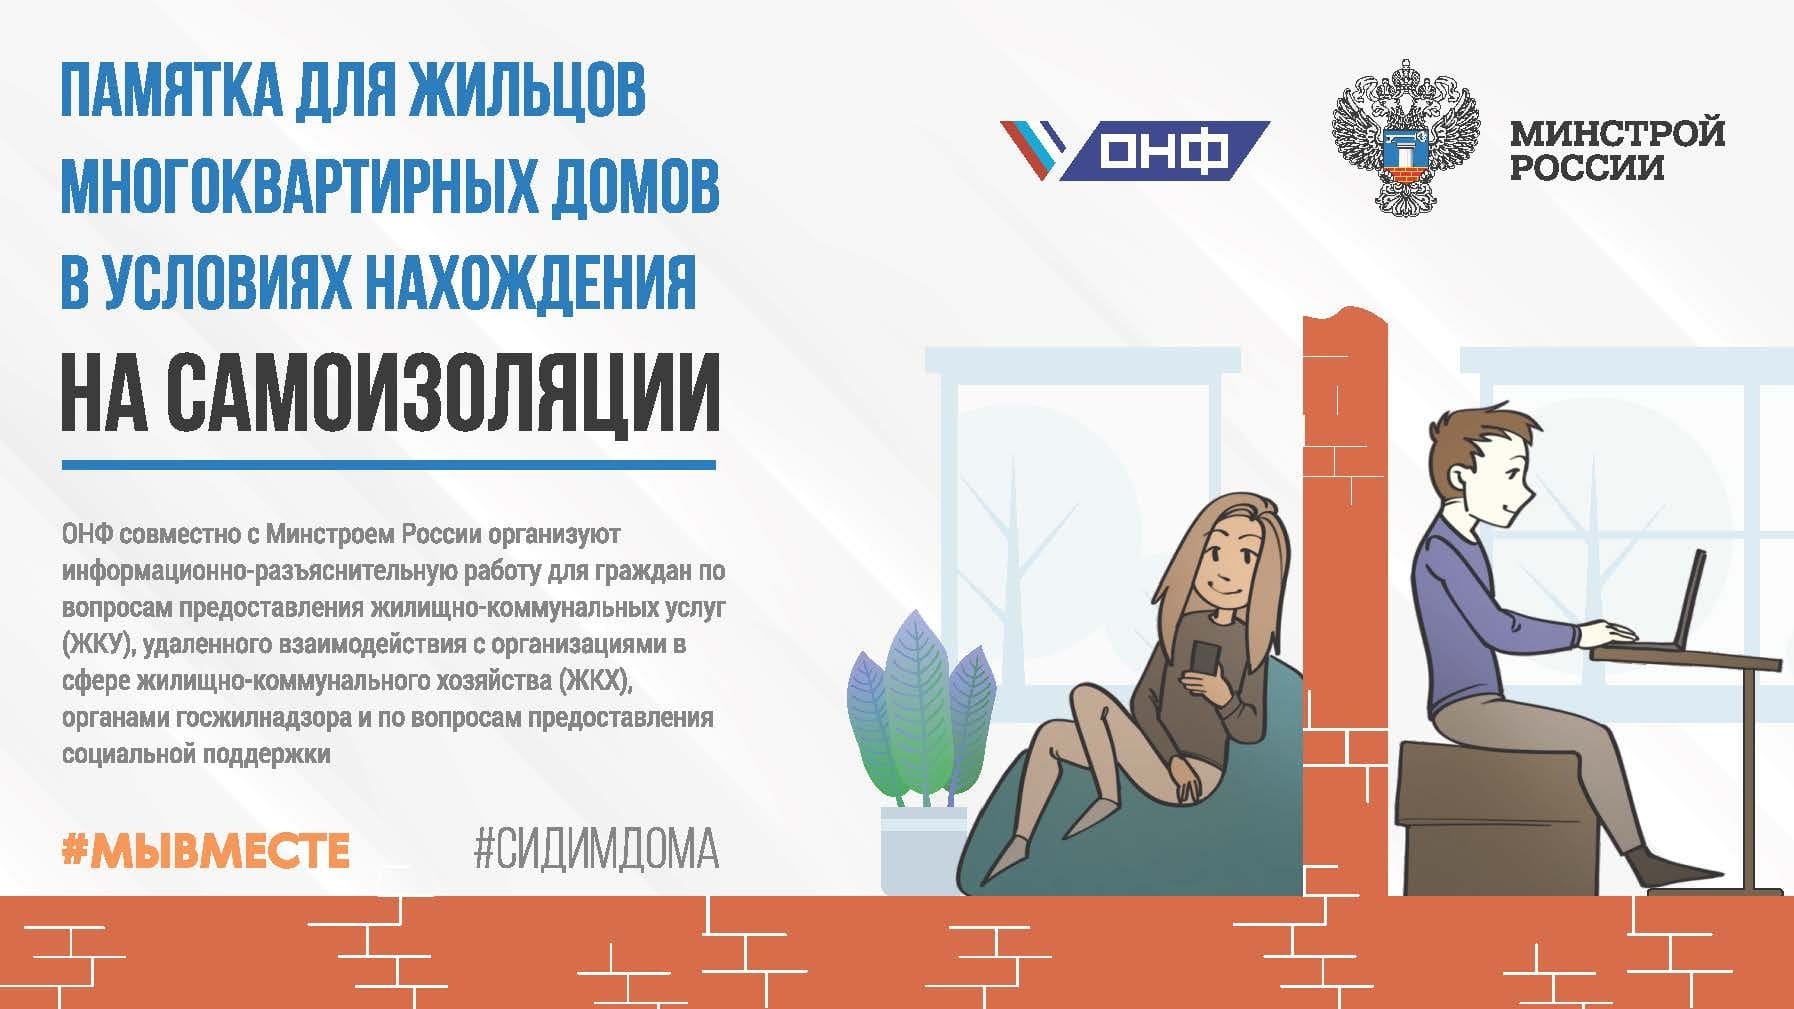 ПАМЯТКА ДЛЯ ЖИЛЬЦОВ
МНОГОКВАРТИРНЫХ ДОМОВ
В УСЛОВИЯХ НАХОЖДЕНИЯ
НА САМОИЗОЛЯЦИИ
ОНФ
МИНСТРОЙ
РОССИИ
ОНФ совместно с Минстроем России организуют
информационно-разъяснительную работу для граждан по
вопросам предоставления жилищно-коммунальных услуг
(ЖКУ), удаленного взаимодействия с организациями в
сфере жилищно-коммунального хозяйства (ЖКХ),
органами госжилнадзора и по вопросам предоставления
социальной поддержки
#МЫВМЕСТЕ
#СИДИМДОМА